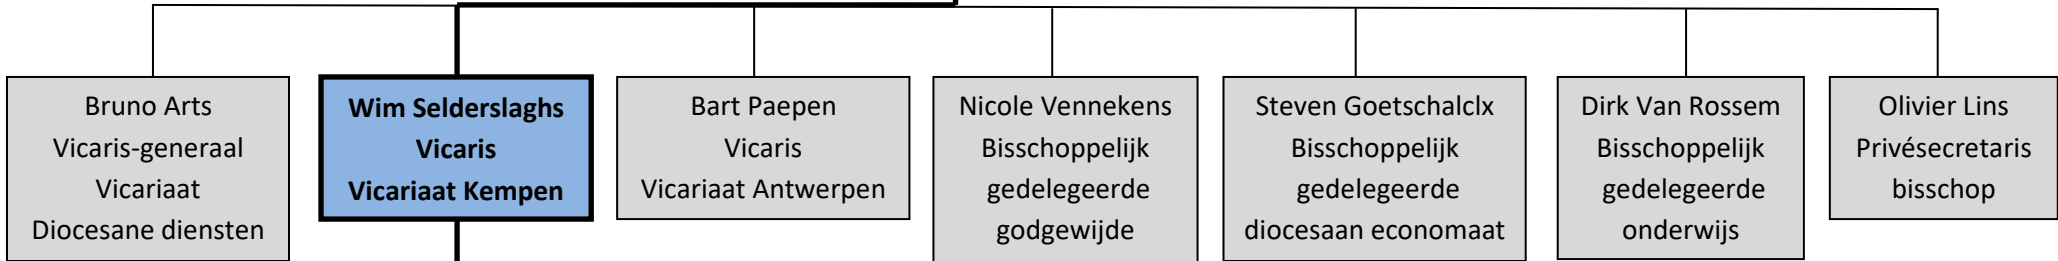 Bruno Arts
Vicaris-generaal
Vicariaat
Diocesane diensten
Wim Selderslaghs
Vicaris
Vicariaat Kempen
Bart Paepen
Vicaris
Vicariaat Antwerpen
Nicole Vennekens
Bisschoppelijk
gedelegeerde
godgewijde
Steven Goetschalclx
Bisschoppelijk
gedelegeerde
diocesaan economaat
Dirk Van Rossem
Bisschoppelijk
gedelegeerde
onderwijs
Olivier Lins
Privésecretaris
bisschop